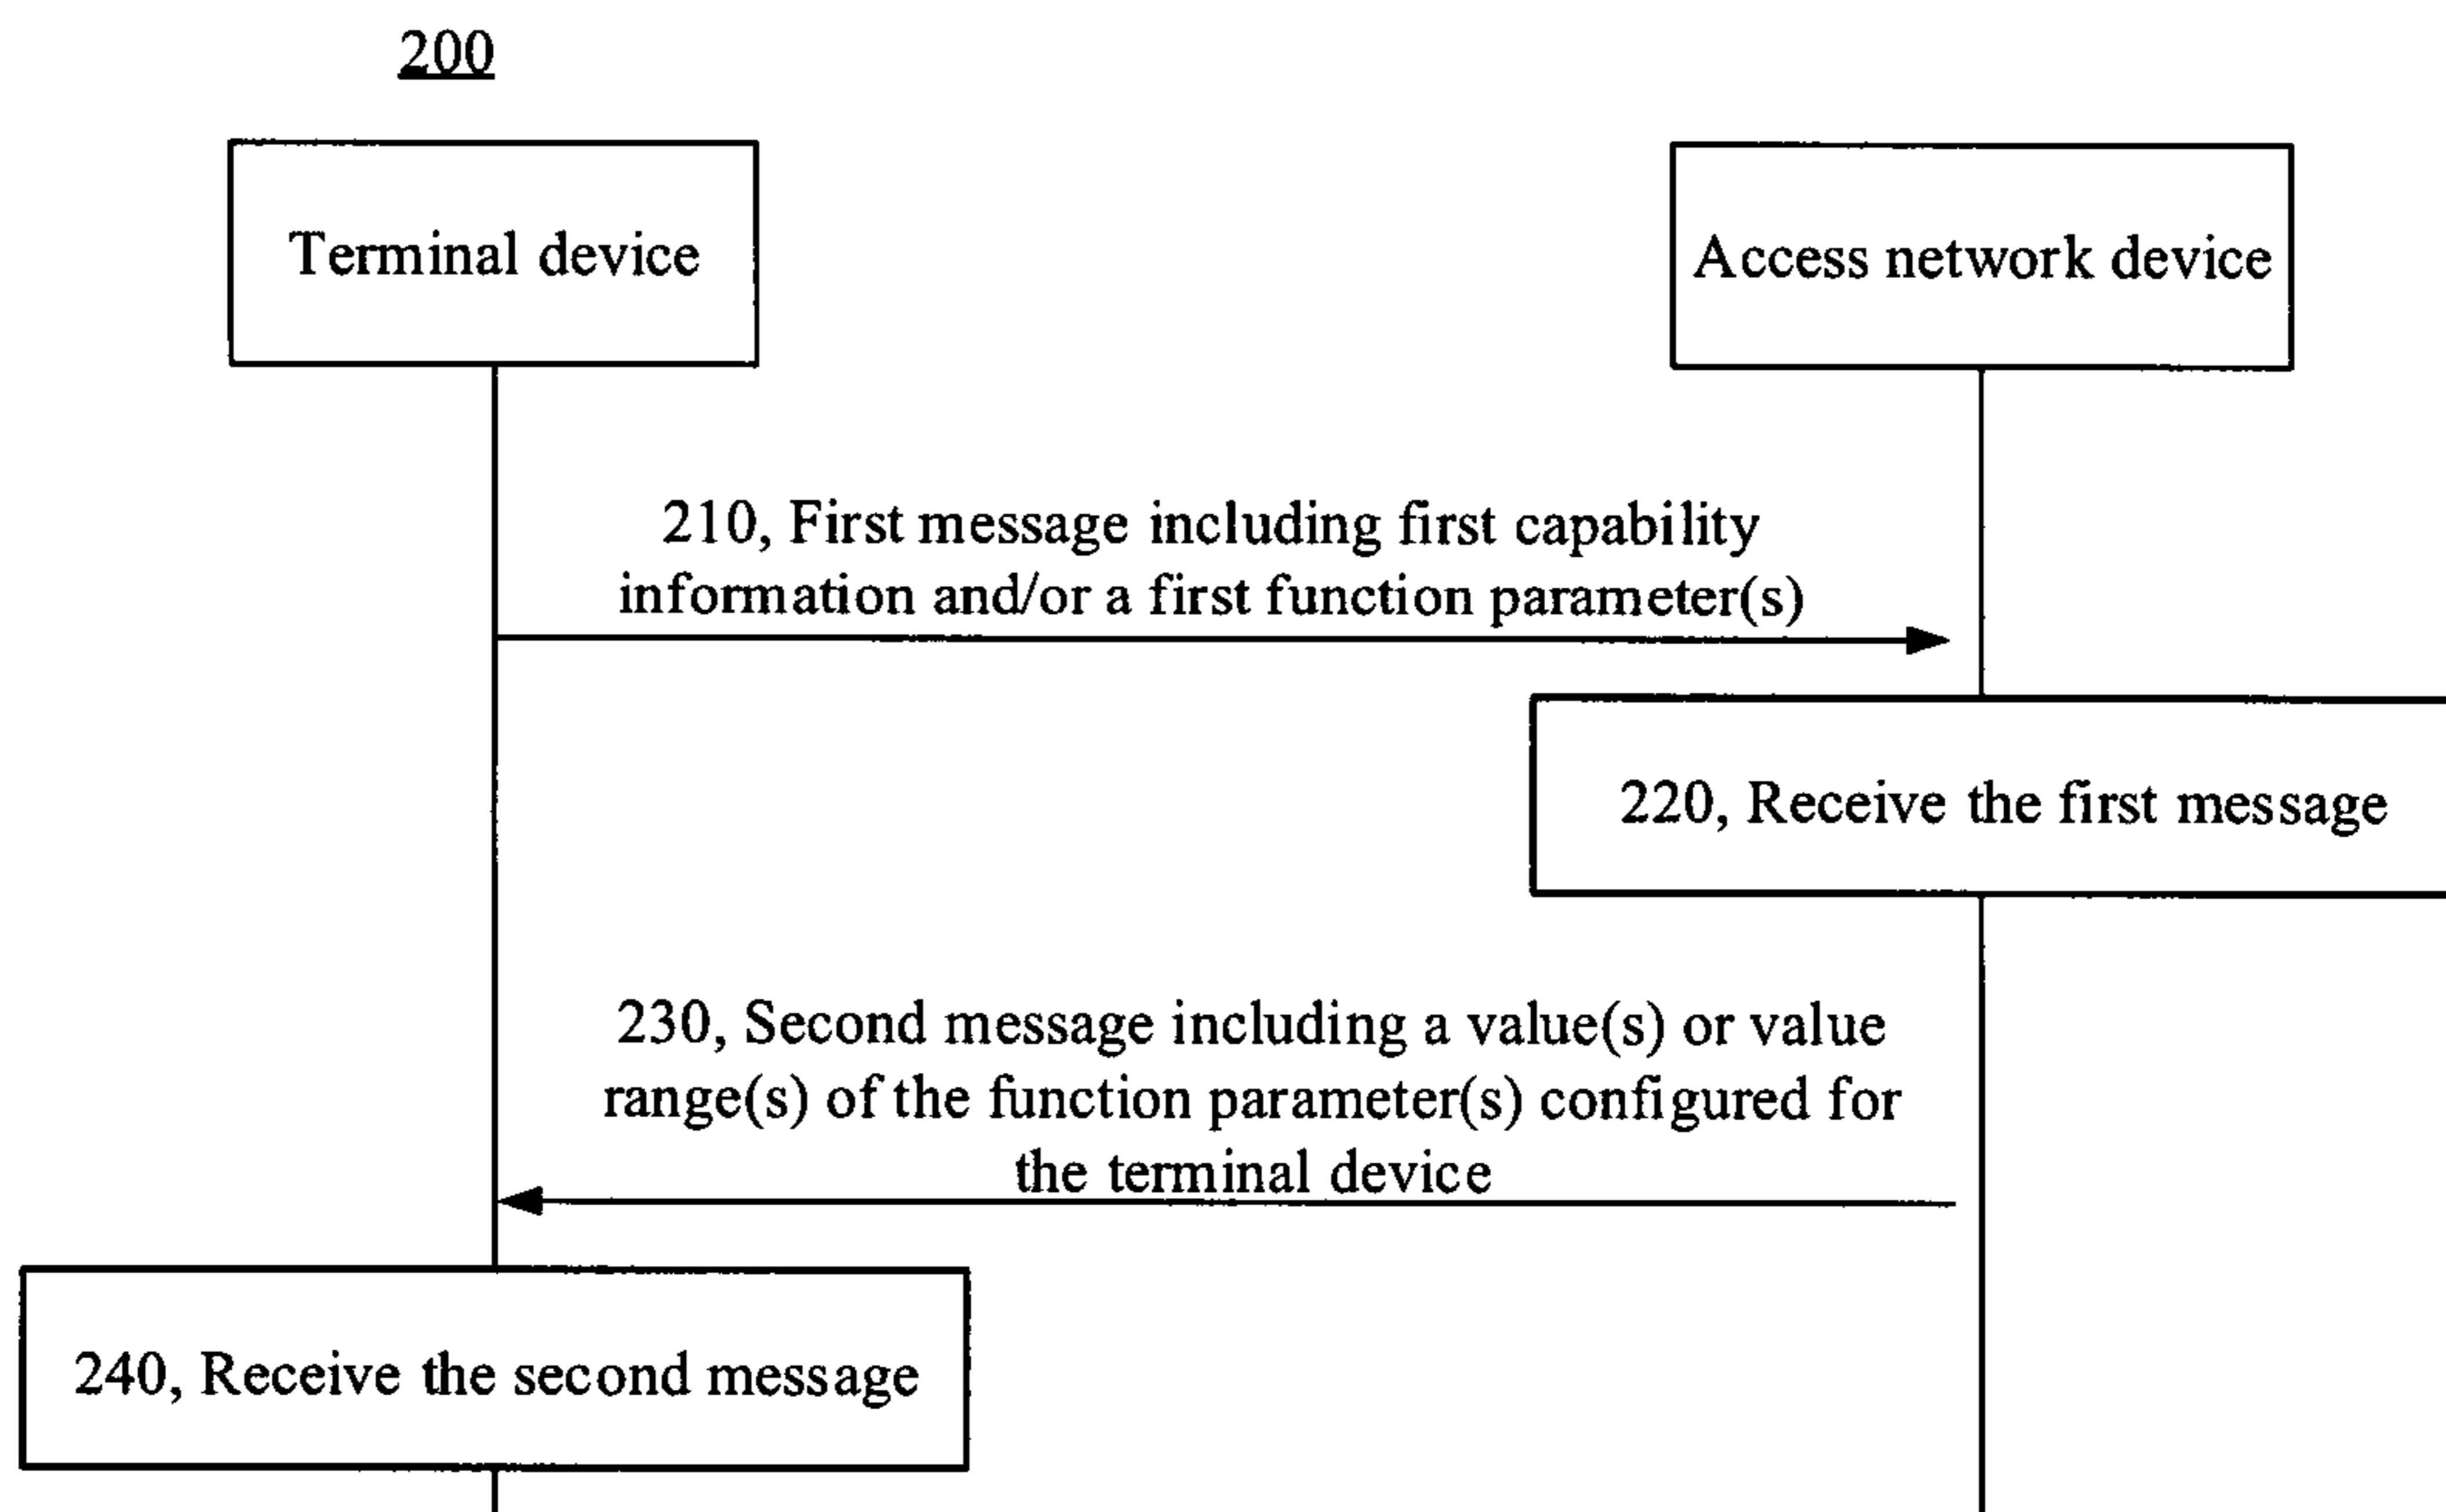 200
Terminal device
Access network device
210, First message including first capability
information and/or a first function parameter(s)
220, Receive the first message
230, Second message including a value(s) or value
range(s) of the function parameter(s) configured for
the terminal device
240, Receive the second message